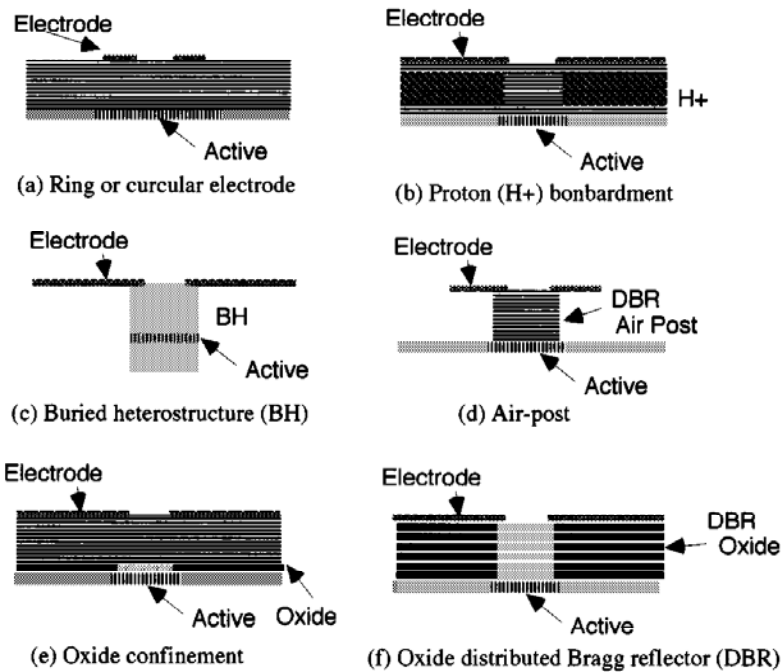 Electrode
Active
(a) Ring or curcular electrode
Electrode
H+
Active
(b) Proton (H+) bonbardment
Electrode
BH
Active
(c) Buried heterostructure (BH)
Electrode
DBR
Air Post
Active
(d) Air-post
Electrode
Active
Oxide
(e) Oxide confinement
Electrode
DBR
Oxide
Active
(f) Oxide distributed Bragg reflector (DBR)